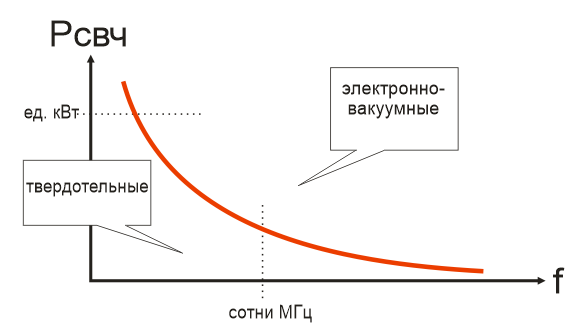 Pсвч
электронно-
вакуумные
ед. кВт
твердотельные
f
сотни МГц